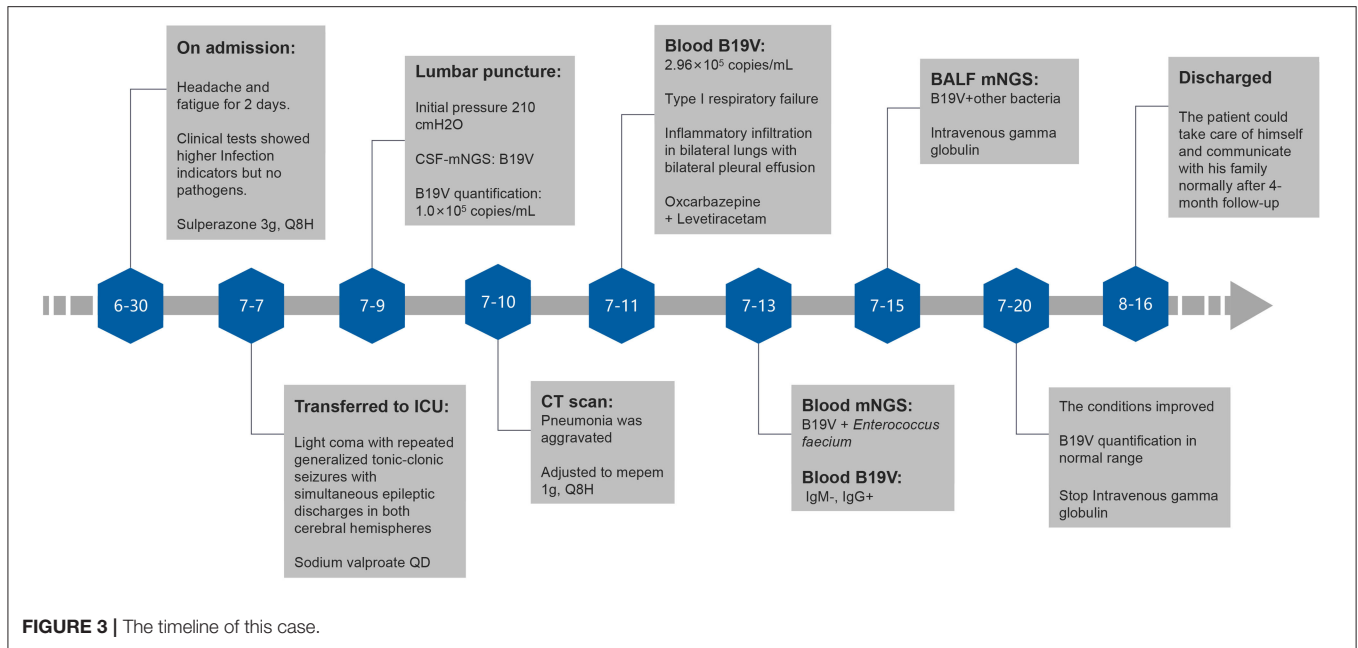 On admission:
Headache and
fatigue for 2 days.
Clinical tests showed
higher Infection
indicators but no
pathogens.
Sulperazone 3g, Q8H
Lumbar puncture:
Initial pressure 210
cmH2O
CSF-mNGS: B19V
B19V quantification:
1.0×10⁵ copies/mL
Blood B19V:
2.96×10⁵ copies/mL
Type I respiratory failure
Inflammatory infiltration
in bilateral lungs with
bilateral pleural effusion
Oxcarbazepine
+ Levetiracetam
BALF mNGS:
B19V+other bacteria
Intravenous gamma
globulin
Discharged
The patient could
take care of himself
and communicate
with his family
normally after 4-
month follow-up
6-30
7-7
7-9
7-10
7-11
7-13
7-15
7-20
8-16
Transferred to ICU:
Light coma with repeated
generalized tonic-clonic
seizures with
simultaneous epileptic
discharges in both
cerebral hemispheres
Sodium valproate QD
CT scan:
Pneumonia was
aggravated
Adjusted to mepem
1g, Q8H
Blood mNGS:
B19V + Enterococcus
faecium
Blood B19V:
IgM-, IgG+
The conditions improved
B19V quantification in
normal range
Stop Intravenous gamma
globulin
FIGURE 3 | The timeline of this case.